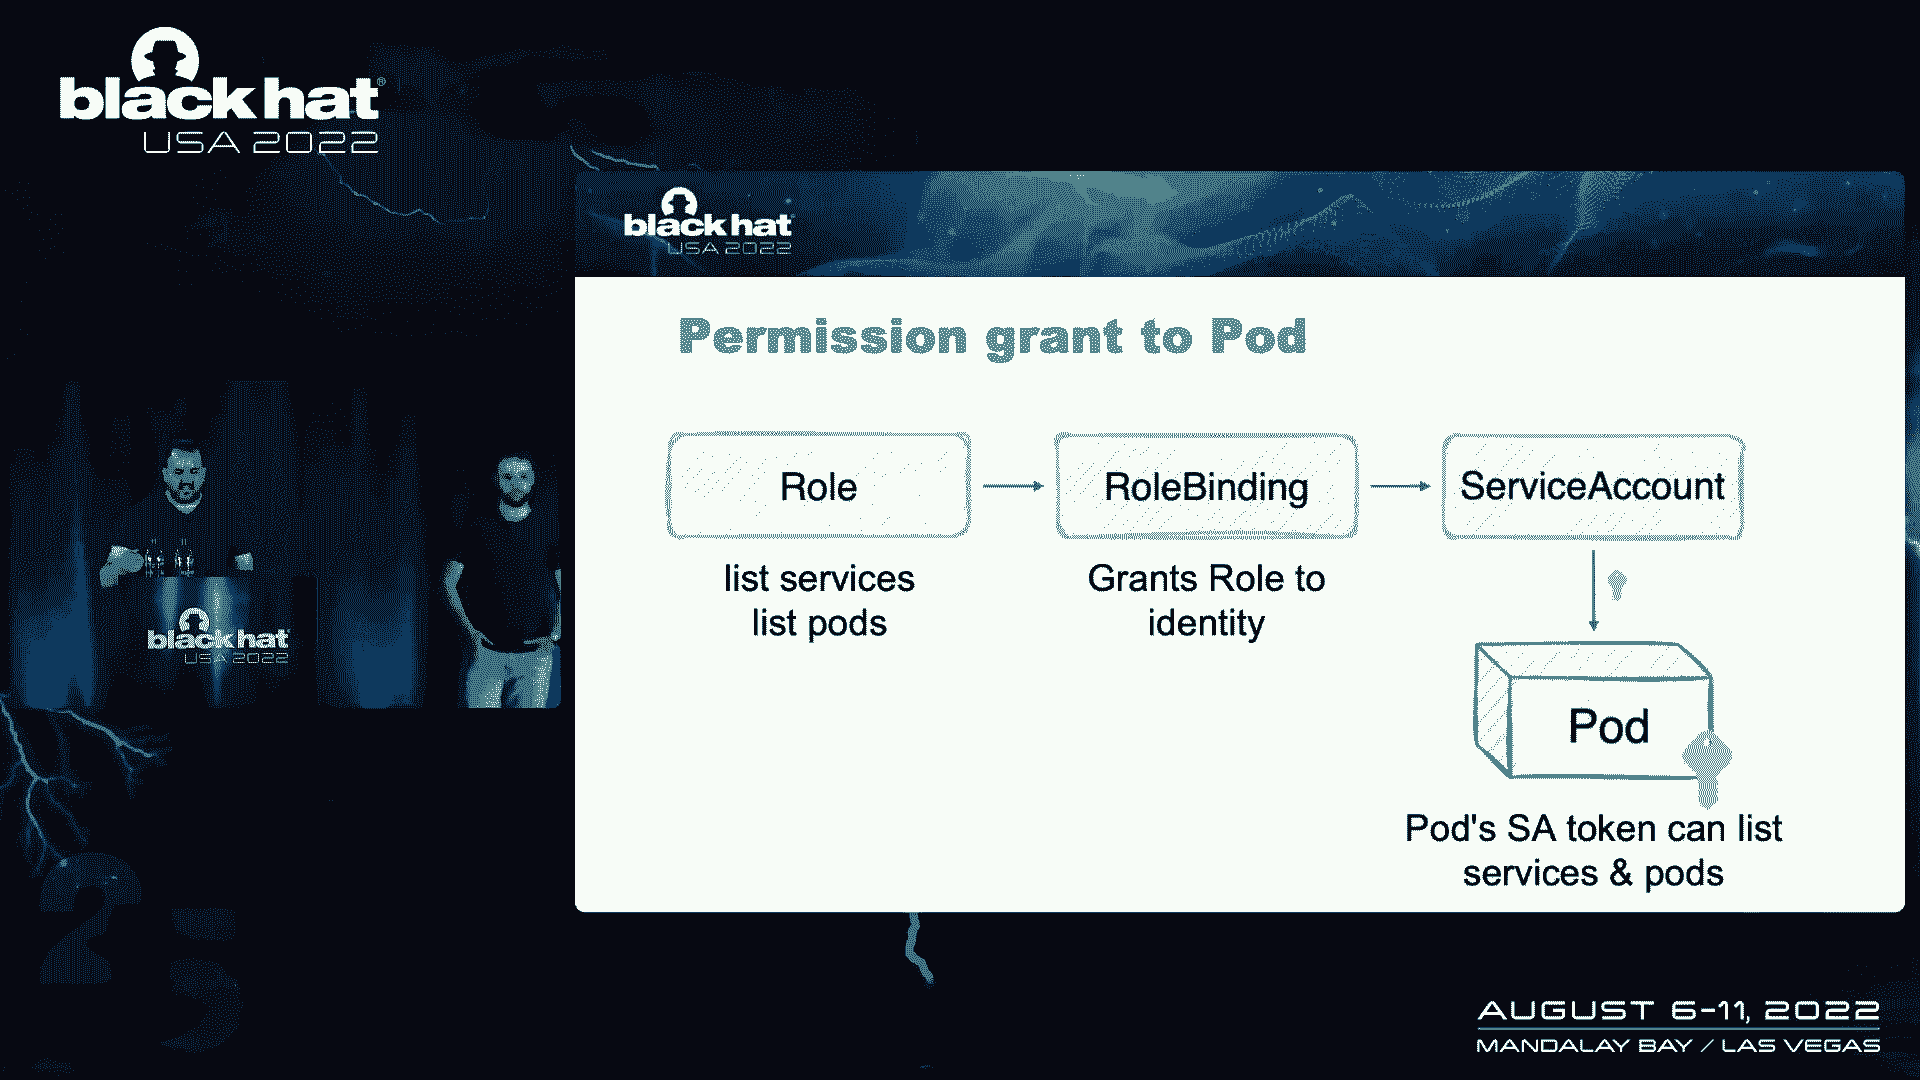 black hat®
USA 2022
black hat
USA 2022
Permission grant to Pod
Role
RoleBinding
ServiceAccount
list services
list pods
Grants Role to
identity
Pod
Pod's SA token can list
services & pods
black hat®
USA 2022
25
AUGUST 6-11, 2022
MANDALAY BAY / LAS VEGAS